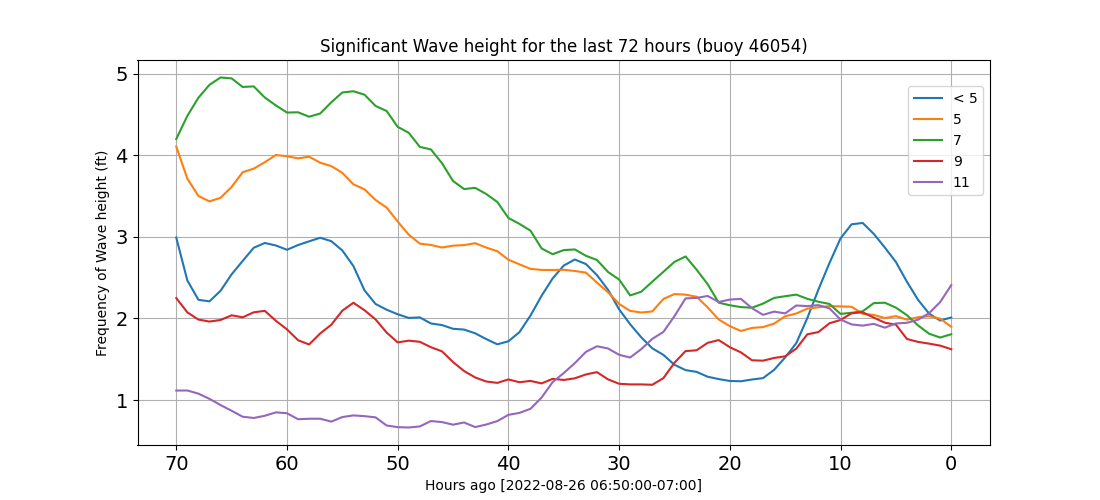 Significant Wave height for the last 72 hours (buoy 46054)
Frequency of Wave height (ft)
5
4
3
2
1
< 5
5
7
9
11
70 60 50 40 30 20 10 0
Hours ago [2022-08-26 06:50:00-07:00]